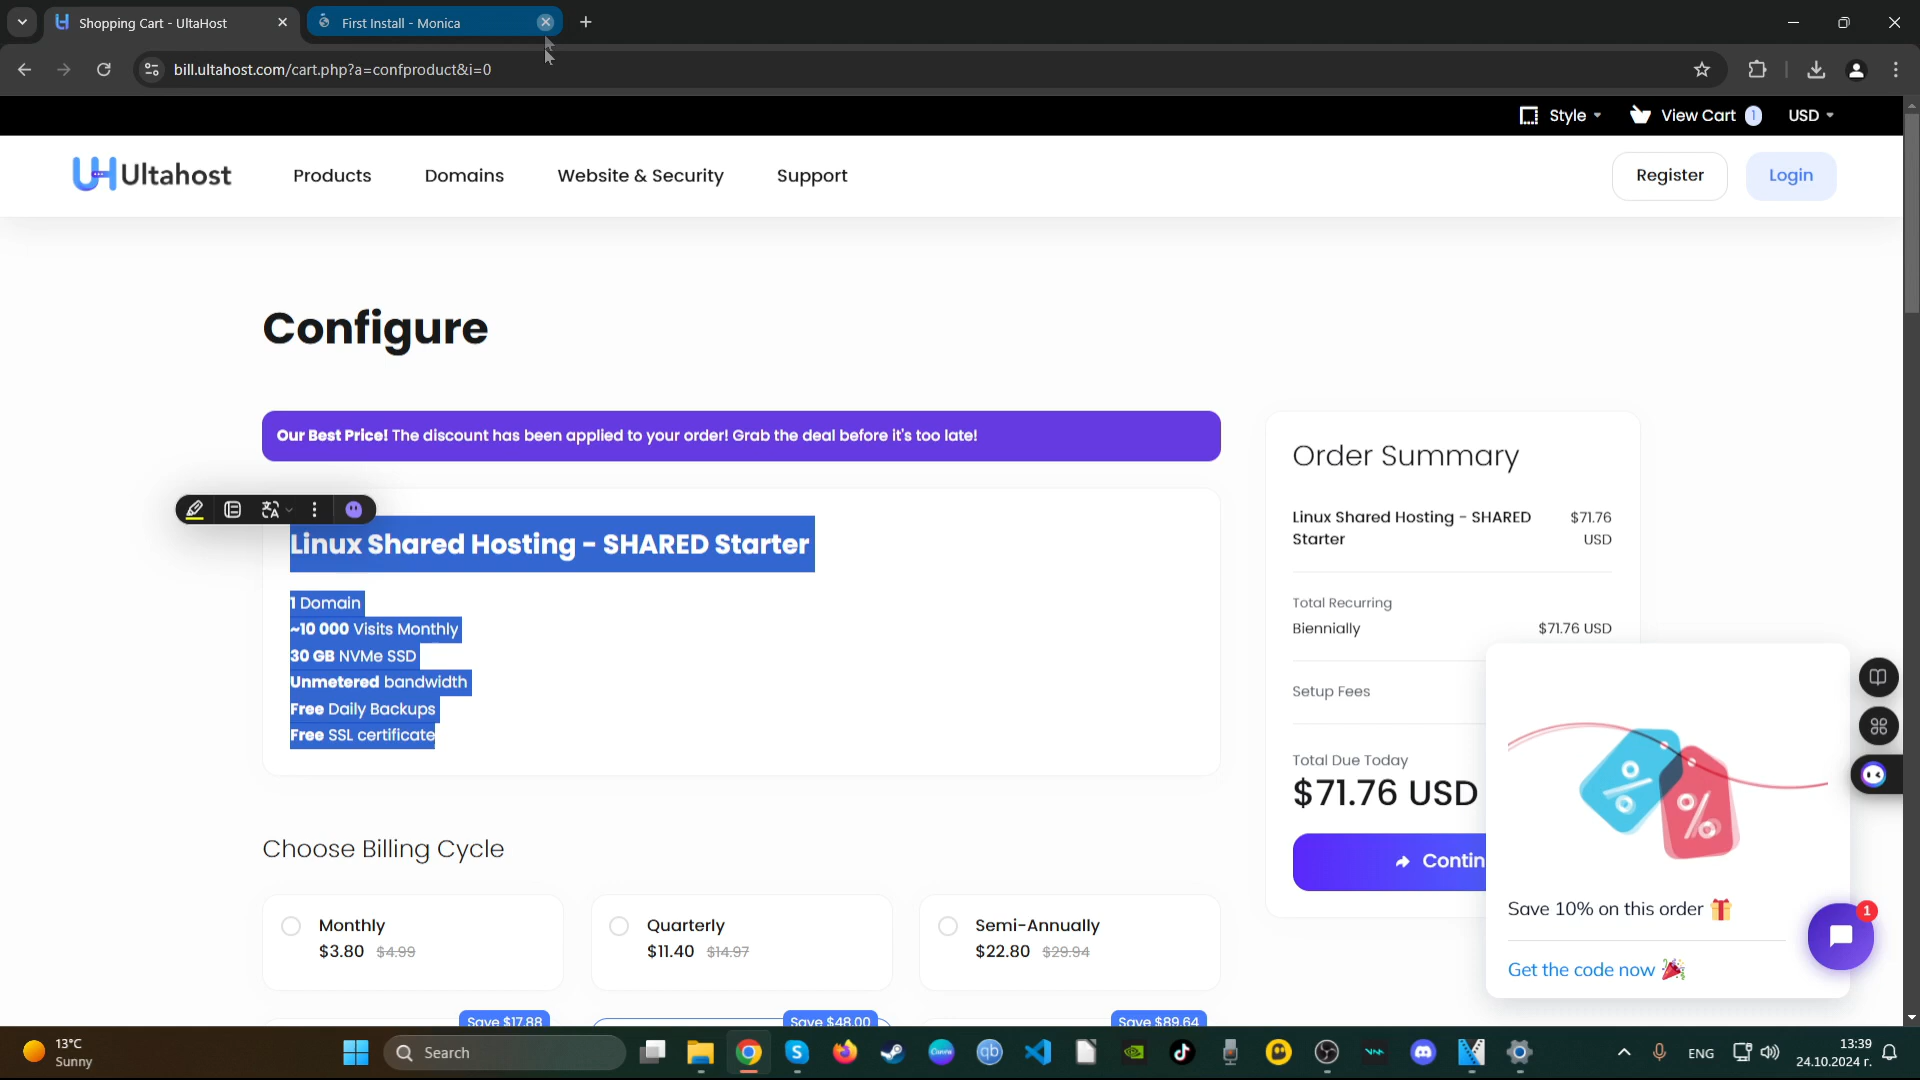 Shopping Cart - UltaHost
First Install - Monica
bill.ultahost.com/cart.php?a=confproduct&i=0
Style
View Cart 1
USD
Ultahost
Products
Domains
Website & Security
Support
Register
Login
Configure
Our Best Price! The discount has been applied to your order! Grab the deal before it's too late!
Linux Shared Hosting - SHARED Starter
1 Domain
~10 000 Visits Monthly
30 GB NVMe SSD
Unmetered bandwidth
Free Daily Backups
Free SSL certificate
Order Summary
Linux Shared Hosting - SHARED Starter $71.76 USD
Total Recurring
Biennially $71.76 USD
Setup Fees
Total Due Today
$71.76 USD
Contin
Choose Billing Cycle
Monthly
$3.80 $4.99
Quarterly
$11.40 $14.97
Semi-Annually
$22.80 $29.94
Save $17.88
Save $48.00
Save $89.64
Save 10% on this order
Get the code now
1
13°C
Sunny
Search
Canva
qb
ENG
13:39
24.10.2024 г.